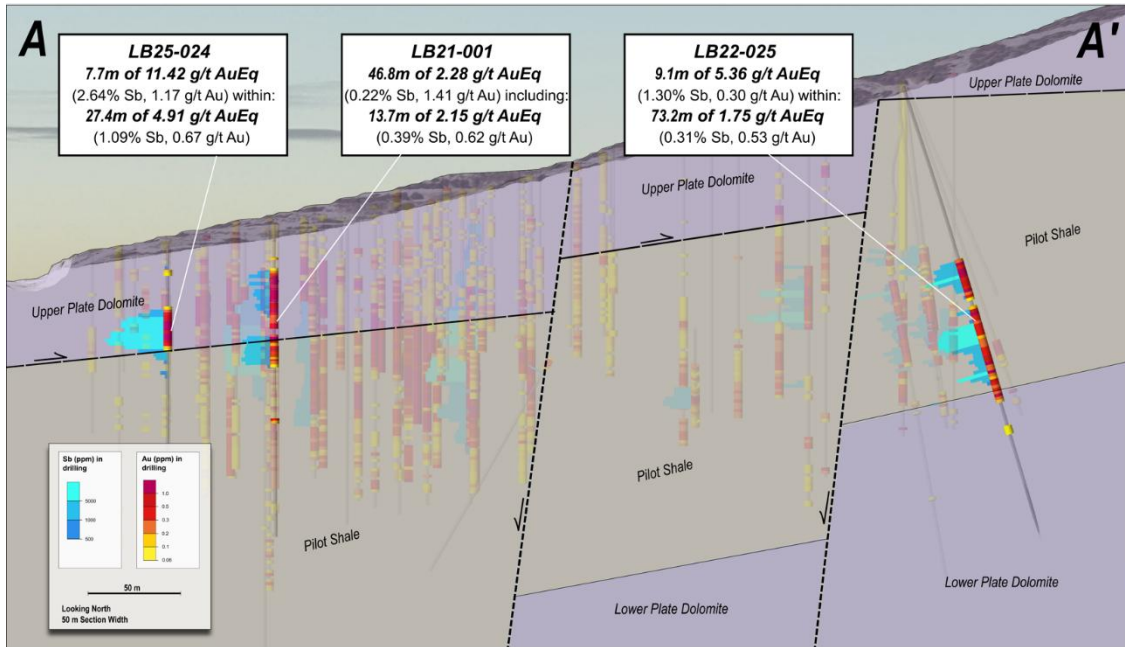 A
A'
LB25-024
7.7m of 11.42 g/t AuEq
(2.64% Sb, 1.17 g/t Au) within:
27.4m of 4.91 g/t AuEq
(1.09% Sb, 0.67 g/t Au)
LB21-001
46.8m of 2.28 g/t AuEq
(0.22% Sb, 1.41 g/t Au) including:
13.7m of 2.15 g/t AuEq
(0.39% Sb, 0.62 g/t Au)
LB22-025
9.1m of 5.36 g/t AuEq
(1.30% Sb, 0.30 g/t Au) within:
73.2m of 1.75 g/t AuEq
(0.31% Sb, 0.53 g/t Au)
Upper Plate Dolomite
Upper Plate Dolomite
Upper Plate Dolomite
Pilot Shale
Pilot Shale
Pilot Shale
Lower Plate Dolomite
Lower Plate Dolomite
Sb (ppm) in
drilling
5000
1000
500
Au (ppm) in
drilling
1.0
0.5
0.3
0.2
0.1
0.05
50 m
Looking North
50 m Section Width